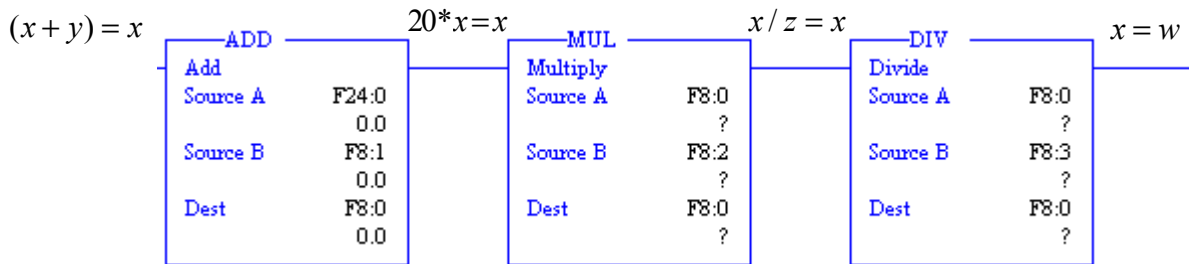 (x + y) = x
20*x=x
x / z = x
x = w
ADD
Add
Source A F24:0
0.0
Source B F8:1
0.0
Dest F8:0
0.0
MUL
Multiply
Source A F8:0
?
Source B F8:2
?
Dest F8:0
?
DIV
Divide
Source A F8:0
?
Source B F8:3
?
Dest F8:0
?